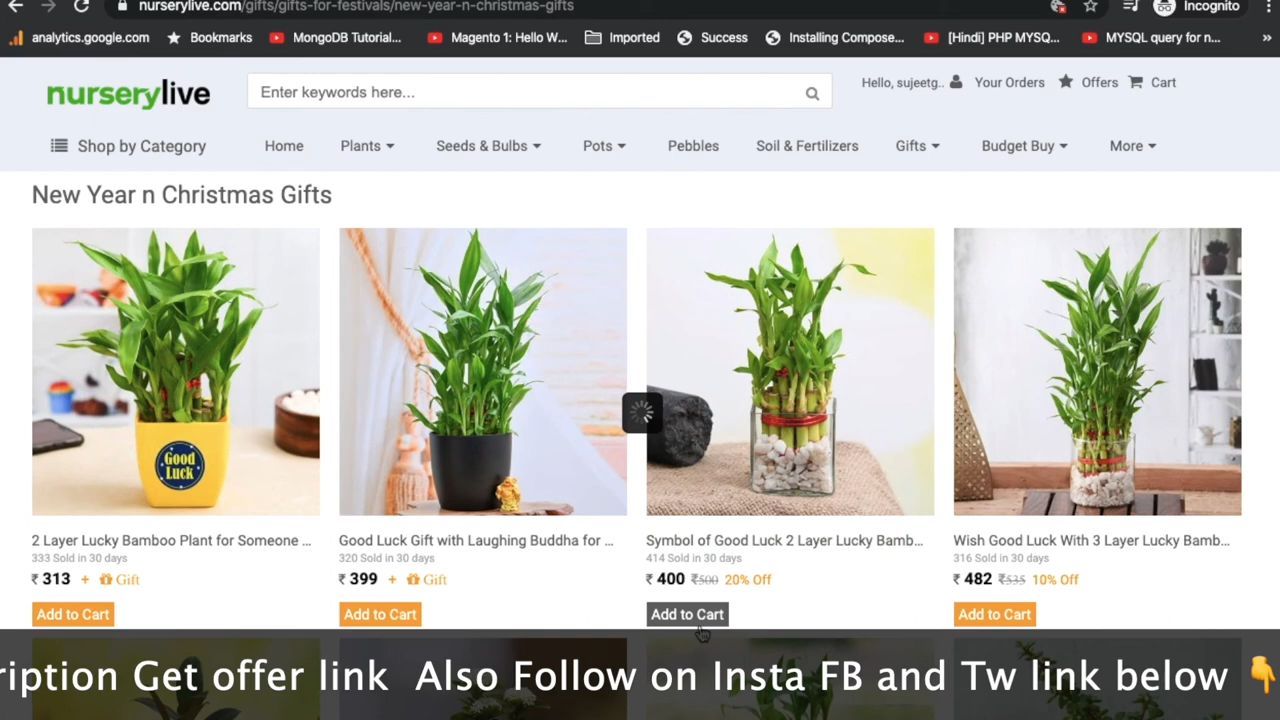 nurserylive.com/gifts/gifts-for-festivals/new-year-n-christmas-gifts
Incognito
analytics.google.com
Bookmarks
MongoDB Tutorial...
Magento 1: Hello W...
Imported
Success
Installing Compose...
[Hindi] PHP MYSQ...
MYSQL query for n...
»
nurserylive
Enter keywords here...
Hello, sujeetg..
Your Orders
Offers
Cart
Shop by Category
Home
Plants
Seeds & Bulbs
Pots
Pebbles
Soil & Fertilizers
Gifts
Budget Buy
More
New Year n Christmas Gifts
Good
Luck
2 Layer Lucky Bamboo Plant for Someone ...
333 Sold in 30 days
₹ 313 + Gift
Add to Cart
Good Luck Gift with Laughing Buddha for ...
320 Sold in 30 days
₹ 399 + Gift
Add to Cart
Symbol of Good Luck 2 Layer Lucky Bamb...
414 Sold in 30 days
₹ 400 ₹500 20% Off
Add to Cart
Wish Good Luck With 3 Layer Lucky Bamb...
316 Sold in 30 days
₹ 482 ₹535 10% Off
Add to Cart
ription Get offer link Also Follow on Insta FB and Tw link below 👇